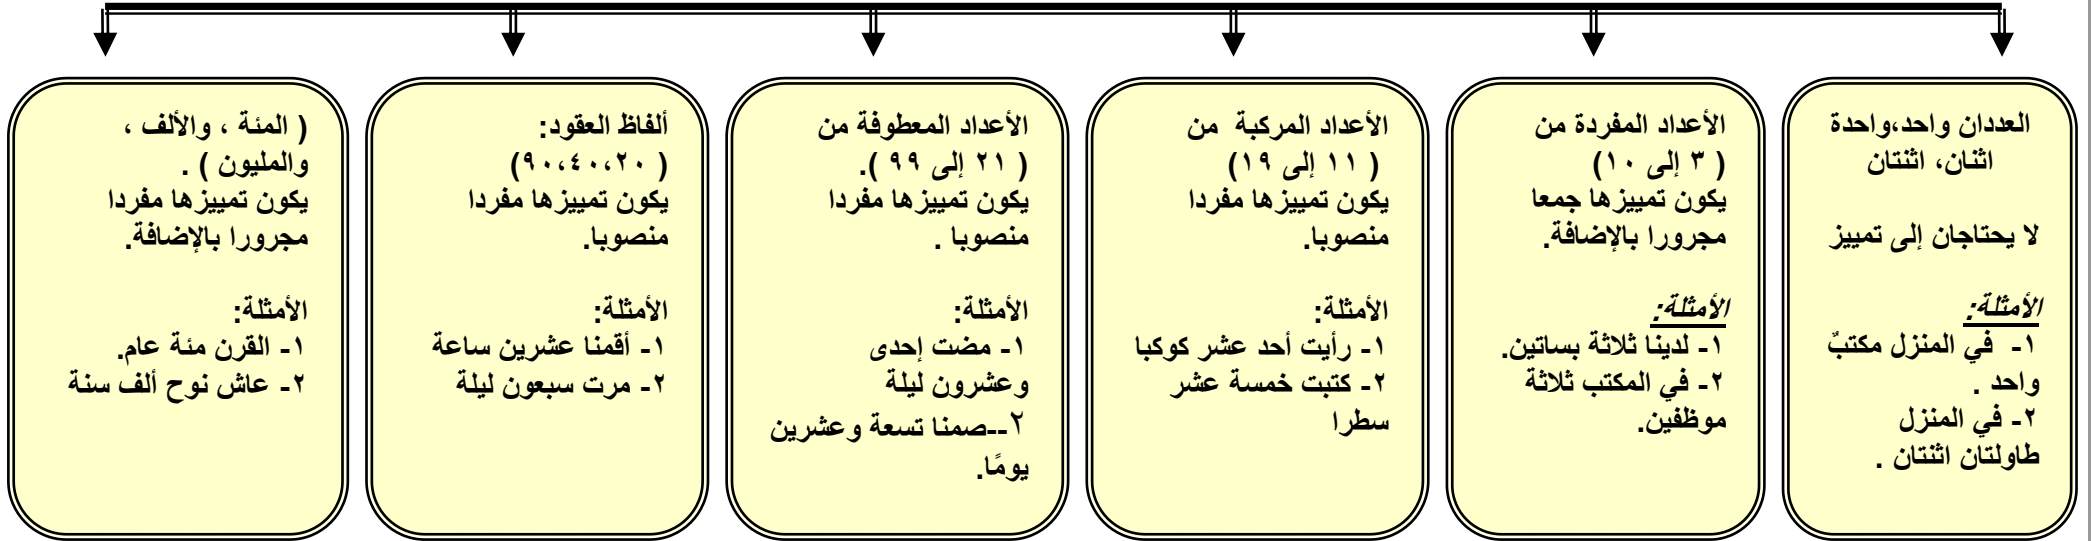 العددان واحد،واحدة
اثنان، اثنتان
لا يحتاجان إلى تمييز
الأمثلة:
١- في المنزل مكتبٌ
واحد .
٢- في المنزل
طاولتان اثنتان .
الأعداد المفردة من
( ٣ إلى ١٠)
يكون تمييزها جمعا
مجرورا بالإضافة.
الأمثلة:
١- لدينا ثلاثة بساتين.
٢- في المكتب ثلاثة
موظفين.
الأعداد المركبة من
( ١١ إلى ١٩)
يكون تمييزها مفردا
منصوبا.
الأمثلة:
١- رأيت أحد عشر كوكبا
٢- كتبت خمسة عشر
سطرا
الأعداد المعطوفة من
( ٢١ إلى ٩٩ ).
يكون تمييزها مفردا
منصوبا .
الأمثلة:
١- مضت إحدى
وعشرون ليلة
٢--صمنا تسعة وعشرين
يومًا.
ألفاظ العقود:
( ٢٠،٤٠،٩٠)
يكون تمييزها مفردا
منصوبا.
الأمثلة:
١- أقمنا عشرين ساعة
٢- مرت سبعون ليلة
( المئة ، والألف ،
والمليون ) .
يكون تمييزها مفردا
مجرورا بالإضافة.
الأمثلة:
١- القرن مئة عام.
٢- عاش نوح ألف سنة